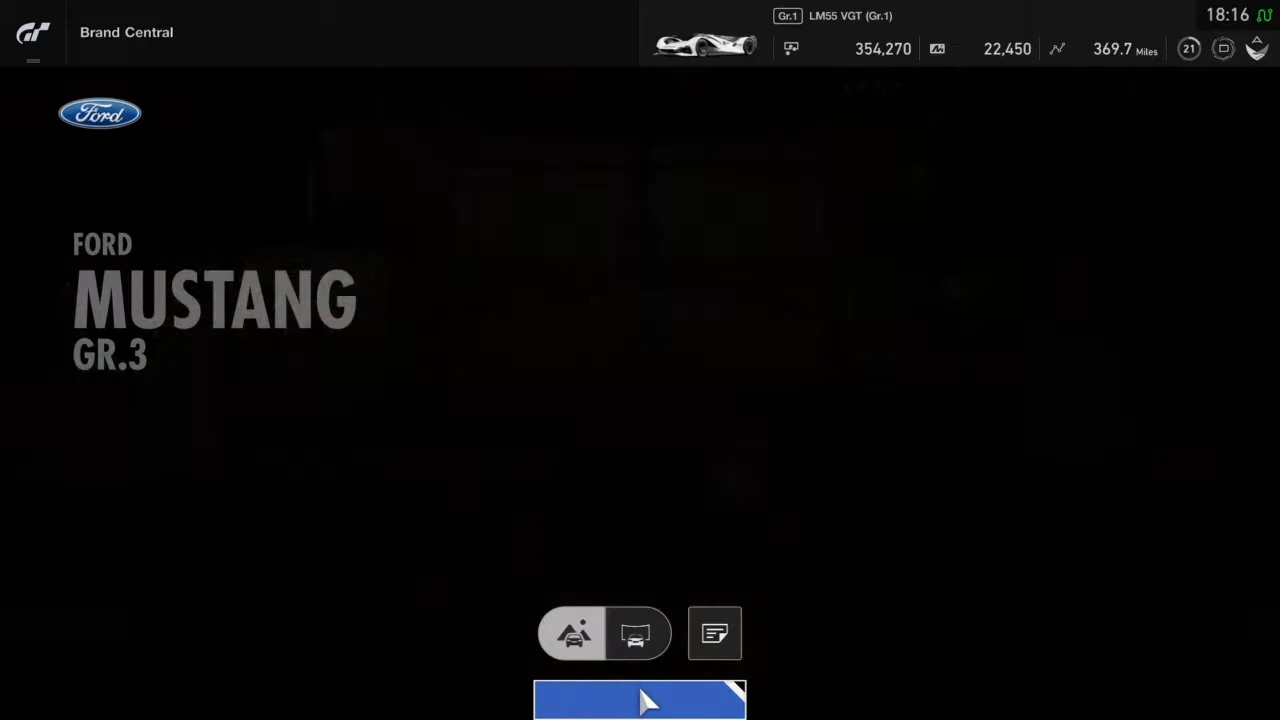 Brand Central
Gr.1 LM55 VGT (Gr.1)
18:16
354,270
22,450
369.7 Miles
21
Ford
FORD
MUSTANG
GR.3